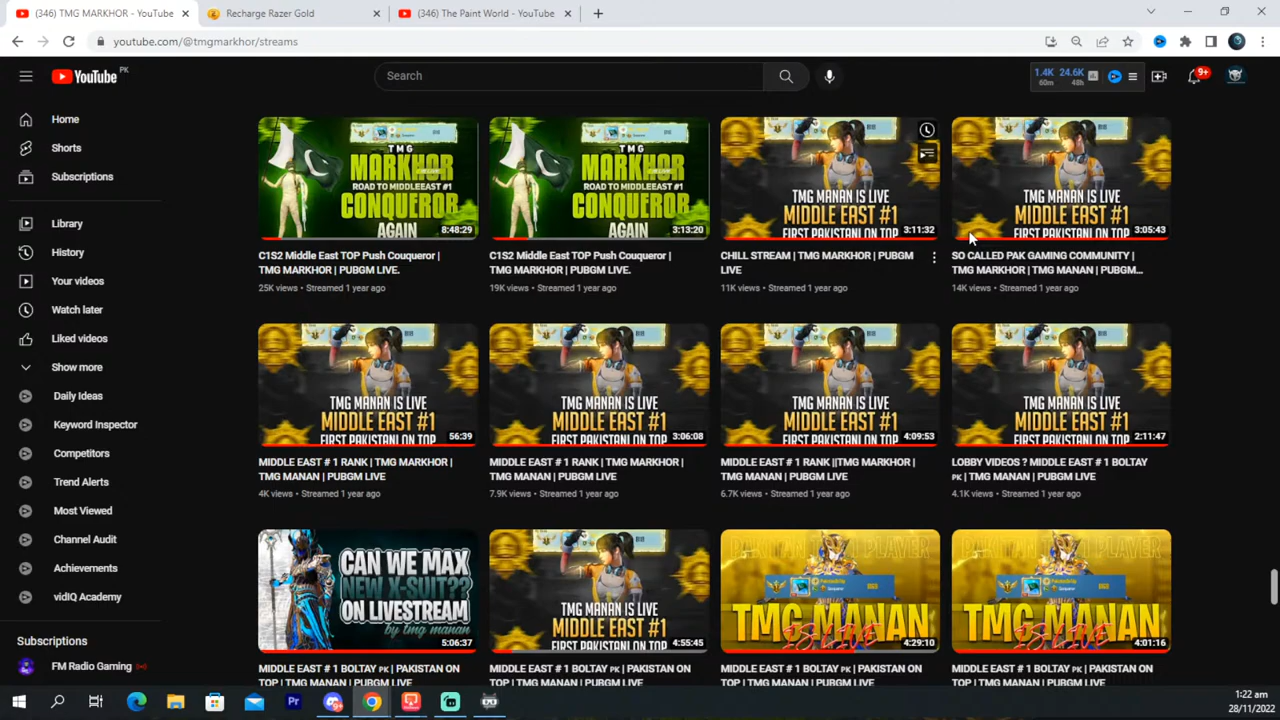 (346) TMG MARKHOR - YouTube
Recharge Razer Gold
(346) The Paint World - YouTube
youtube.com/@tmgmarkhor/streams
YouTube PK
Search
1.4K 60m
24.6K 48h
9+
Home
Shorts
Subscriptions
Library
History
Your videos
Watch later
Liked videos
Show more
Daily Ideas
Keyword Inspector
Competitors
Trend Alerts
Most Viewed
Channel Audit
Achievements
vidIQ Academy
Subscriptions
FM Radio Gaming
TMG
MARKHOR
ROAD TO MIDDLEEAST #1
CONQUEROR
AGAIN
8:48:29
C1S2 Middle East TOP Push Couqueror |
TMG MARKHOR | PUBGM LIVE.
25K views • Streamed 1 year ago
TMG
MARKHOR
ROAD TO MIDDLEEAST #1
CONQUEROR
AGAIN
3:13:20
C1S2 Middle East TOP Push Couqueror |
TMG MARKHOR | PUBGM LIVE.
19K views • Streamed 1 year ago
TMG MANAN IS LIVE
MIDDLE EAST #1
FIRST PAKISTANI ON TOP
3:11:32
CHILL STREAM | TMG MARKHOR | PUBGM
LIVE
11K views • Streamed 1 year ago
TMG MANAN IS LIVE
MIDDLE EAST #1
FIRST PAKISTANI ON TOP
3:05:43
SO CALLED PAK GAMING COMMUNITY |
TMG MARKHOR | TMG MANAN | PUBGM...
14K views • Streamed 1 year ago
TMG MANAN IS LIVE
MIDDLE EAST #1
FIRST PAKISTANI ON TOP
56:39
MIDDLE EAST # 1 RANK | TMG MARKHOR |
TMG MANAN | PUBGM LIVE
4K views • Streamed 1 year ago
TMG MANAN IS LIVE
MIDDLE EAST #1
FIRST PAKISTANI ON TOP
3:06:08
MIDDLE EAST # 1 RANK | TMG MARKHOR |
TMG MANAN | PUBGM LIVE
7.9K views • Streamed 1 year ago
TMG MANAN IS LIVE
MIDDLE EAST #1
FIRST PAKISTANI ON TOP
4:09:53
MIDDLE EAST # 1 RANK ||TMG MARKHOR |
TMG MANAN | PUBGM LIVE
6.7K views • Streamed 1 year ago
TMG MANAN IS LIVE
MIDDLE EAST #1
FIRST PAKISTANI ON TOP
2:11:47
LOBBY VIDEOS ? MIDDLE EAST # 1 BOLTAY
PK | TMG MANAN | PUBGM LIVE
4.1K views • Streamed 1 year ago
CAN WE MAX
NEW X-SUIT??
ON LIVESTREAM
by tmg manan
5:06:37
MIDDLE EAST # 1 BOLTAY PK | PAKISTAN ON
TOP | TMG MANAN | PUBGM LIVE
TMG MANAN IS LIVE
MIDDLE EAST #1
FIRST PAKISTANI ON TOP
4:55:45
MIDDLE EAST # 1 BOLTAY PK | PAKISTAN ON
TOP | TMG MANAN | PUBGM LIVE
TMG MANAN
IS LIVE
4:29:10
MIDDLE EAST # 1 BOLTAY PK | PAKISTAN ON
TOP | TMG MANAN | PUBGM LIVE
TMG MANAN
IS LIVE
4:01:16
MIDDLE EAST # 1 BOLTAY PK | PAKISTAN ON
TOP | TMG MANAN | PUBGM LIVE
Pr
1:22 am
28/11/2022